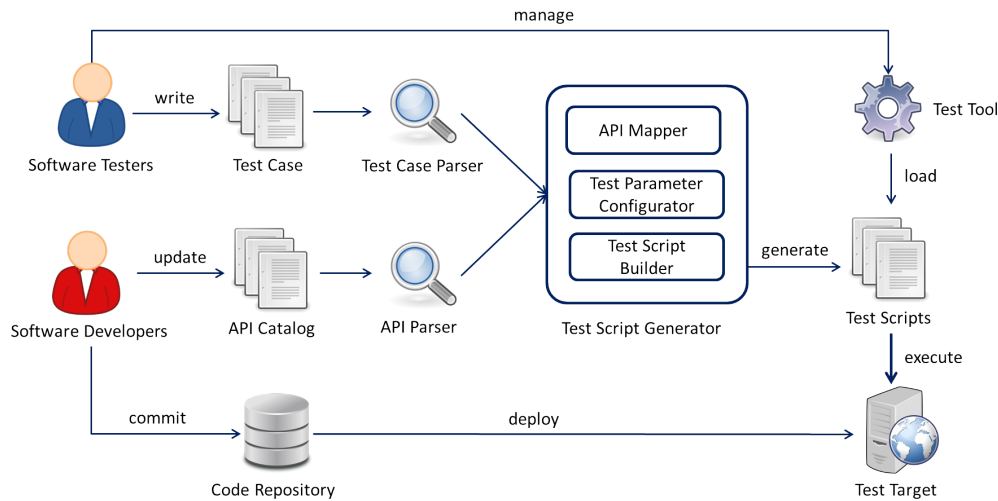 manage
write
Software Testers
Test Case
Test Case Parser
API Mapper
Test Parameter
Configurator
Test Script
Builder
Test Script Generator
Test Tool
load
update
Software Developers
API Catalog
API Parser
generate
Test Scripts
execute
commit
deploy
Code Repository
Test Target